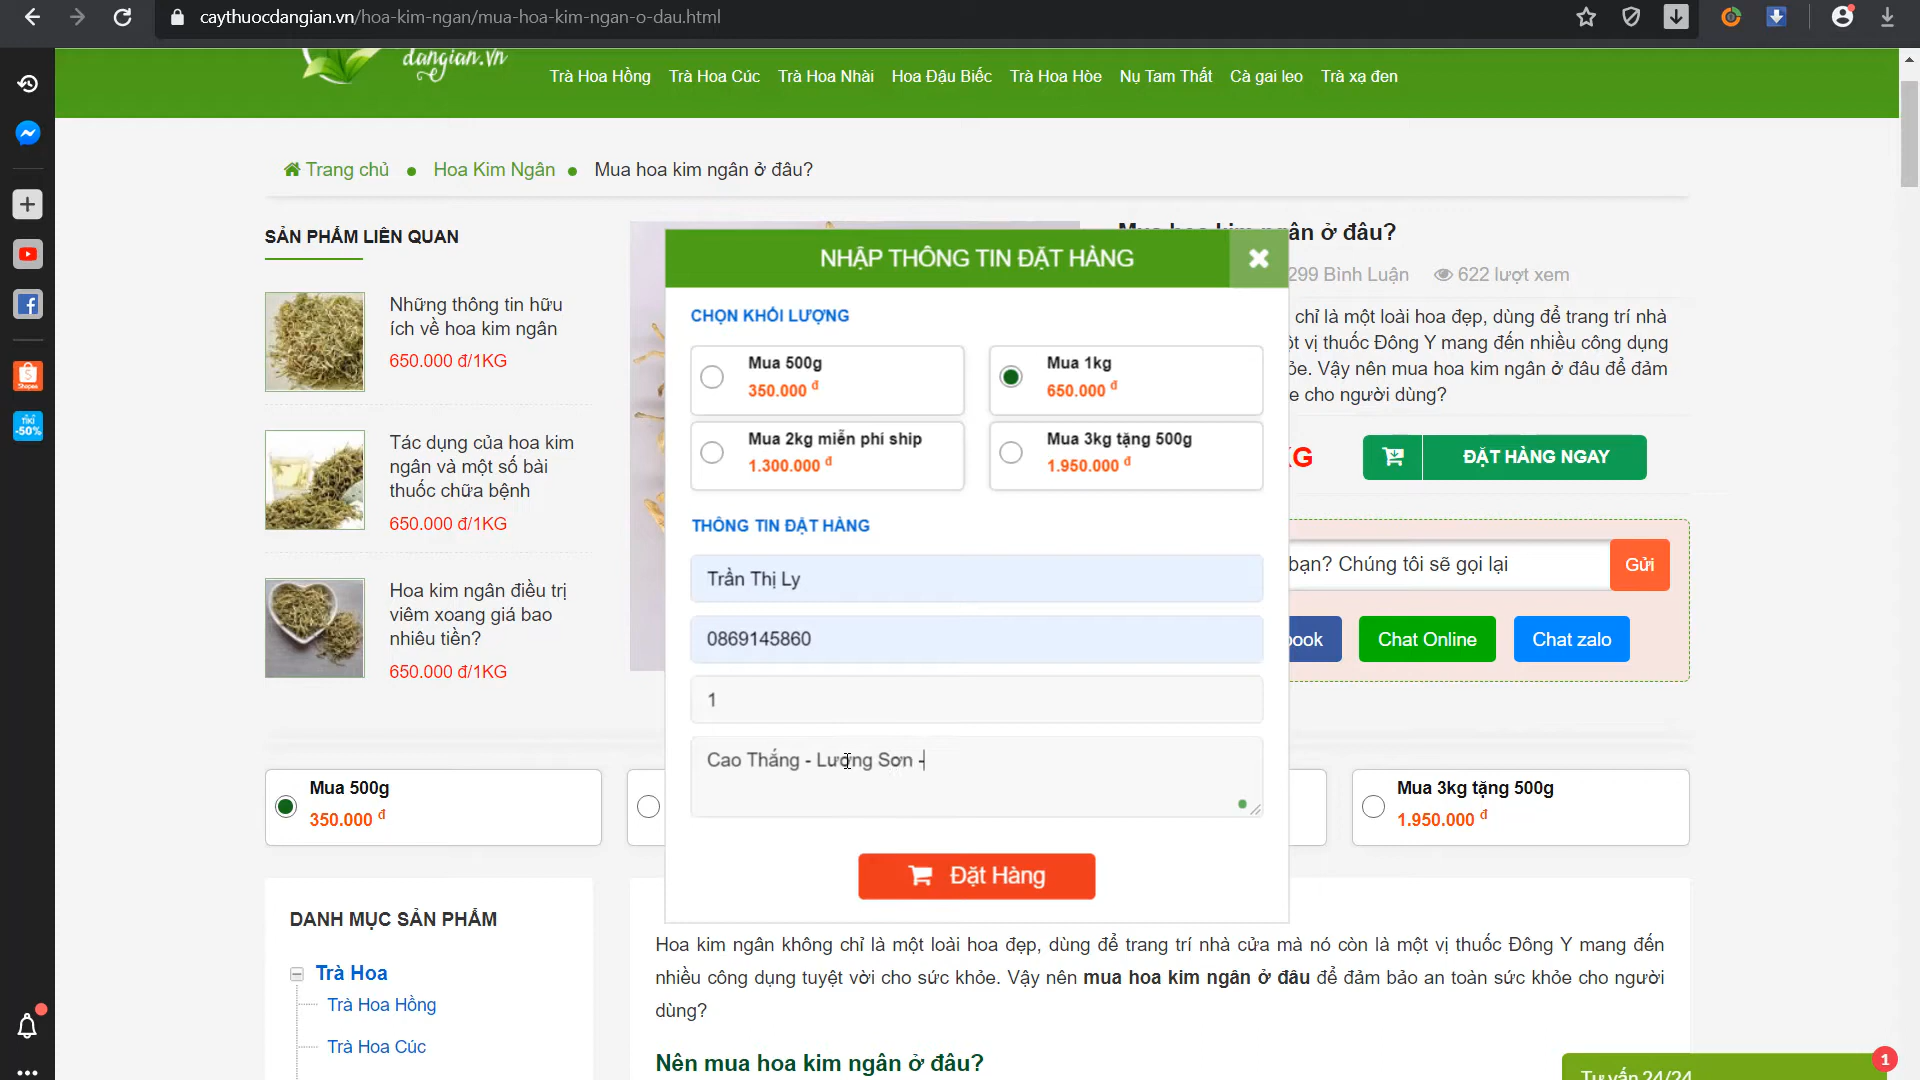 caythuocdangian.vn/hoa-kim-ngan/mua-hoa-kim-ngan-o-dau.html
dangian.vn
Trà Hoa Hồng Trà Hoa Cúc Trà Hoa Nhài Hoa Đậu Biếc Trà Hoa Hòe Nụ Tam Thất Cà gai leo Trà xạ đen
Trang chủ Hoa Kim Ngân Mua hoa kim ngân ở đâu?
SẢN PHẨM LIÊN QUAN
Những thông tin hữu
ích về hoa kim ngân
650.000 đ/1KG
Tác dụng của hoa kim
ngân và một số bài
thuốc chữa bệnh
650.000 đ/1KG
Hoa kim ngân điều trị
viêm xoang giá bao
nhiêu tiền?
650.000 đ/1KG
NHẬP THÔNG TIN ĐẶT HÀNG
CHỌN KHỐI LƯỢNG
Mua 500g
350.000 đ
Mua 1kg
650.000 đ
Mua 2kg miễn phí ship
1.300.000 đ
Mua 3kg tặng 500g
1.950.000 đ
THÔNG TIN ĐẶT HÀNG
Trần Thị Ly
0869145860
1
Cao Thắng - Lương Sơn -
Đặt Hàng
ân ở đâu?
299 Bình Luận 622 lượt xem
chỉ là một loài hoa đẹp, dùng để trang trí nhà
ột vị thuốc Đông Y mang đến nhiều công dụng
ỏe. Vậy nên mua hoa kim ngân ở đâu để đảm
e cho người dùng?
KG
ĐẶT HÀNG NGAY
bạn? Chúng tôi sẽ gọi lại
Gửi
book
Chat Online
Chat zalo
Mua 500g
350.000 đ
Mua 3kg tặng 500g
1.950.000 đ
DANH MỤC SẢN PHẨM
Trà Hoa
Trà Hoa Hồng
Trà Hoa Cúc
Hoa kim ngân không chỉ là một loài hoa đẹp, dùng để trang trí nhà cửa mà nó còn là một vị thuốc Đông Y mang đến
nhiều công dụng tuyệt vời cho sức khỏe. Vậy nên mua hoa kim ngân ở đâu để đảm bảo an toàn sức khỏe cho người
dùng?
Nên mua hoa kim ngân ở đâu?
Tư vấn 24/24
1
Shopee
TiKi
-50%